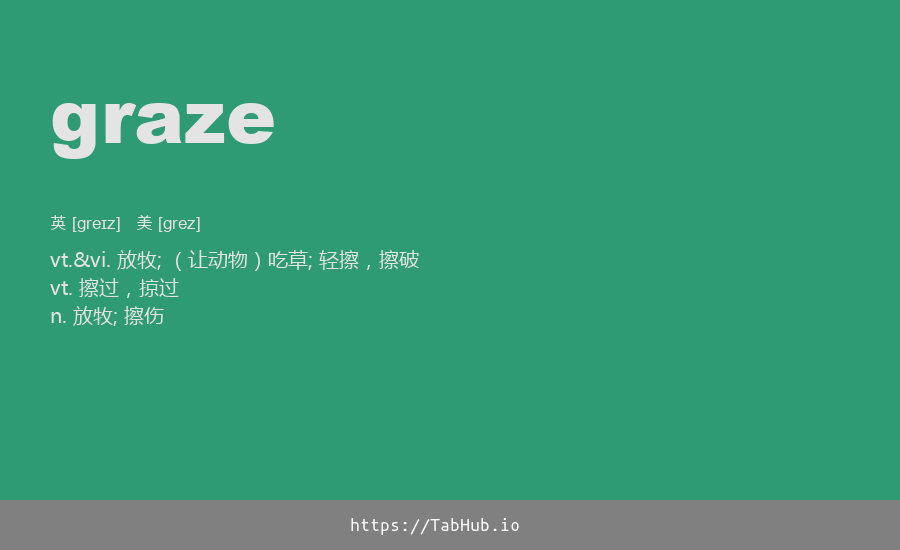 graze
英 [greɪz] 美 [grez]
vt.&vi. 放牧; （让动物）吃草; 轻擦，擦破
vt. 擦过，掠过
n. 放牧; 擦伤
https://TabHub.io